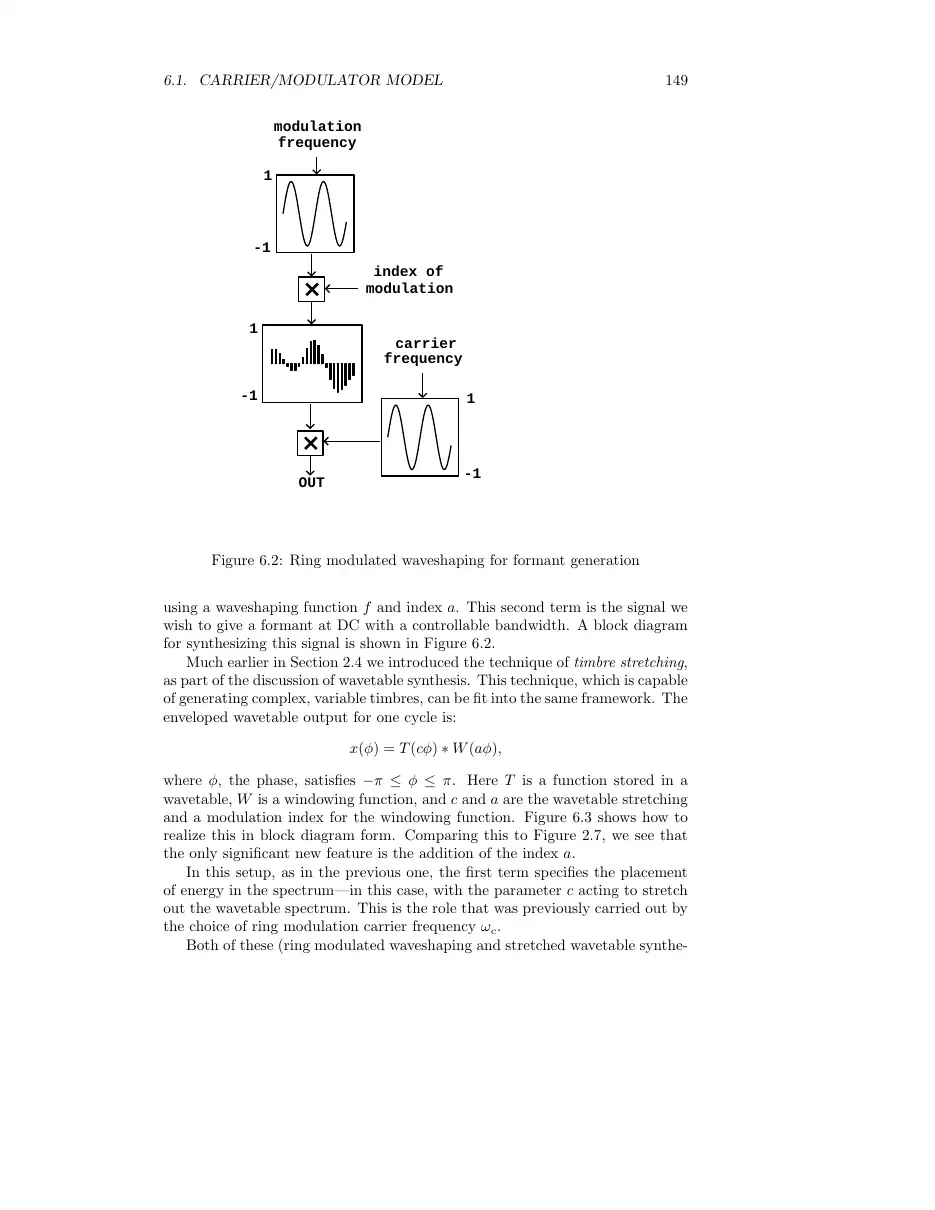 6.1. CARRIER/MODULATOR MODEL 149
modulation
frequency
1
-1
index of
modulation
1
carrier
frequency
-1
1
OUT
-1
Figure 6.2: Ring modulated waveshaping for formant generation
using a waveshaping function f and index a. This second term is the signal we
wish to give a formant at DC with a controllable bandwidth. A block diagram
for synthesizing this signal is shown in Figure 6.2.
Much earlier in Section 2.4 we introduced the technique of timbre stretching,
as part of the discussion of wavetable synthesis. This technique, which is capable
of generating complex, variable timbres, can be fit into the same framework. The
enveloped wavetable output for one cycle is:
x(φ) = T(cφ) ∗ W(aφ),
where φ, the phase, satisfies −π ≤ φ ≤ π. Here T is a function stored in a
wavetable, W is a windowing function, and c and a are the wavetable stretching
and a modulation index for the windowing function. Figure 6.3 shows how to
realize this in block diagram form. Comparing this to Figure 2.7, we see that
the only significant new feature is the addition of the index a.
In this setup, as in the previous one, the first term specifies the placement
of energy in the spectrum—in this case, with the parameter c acting to stretch
out the wavetable spectrum. This is the role that was previously carried out by
the choice of ring modulation carrier frequency ω_c.
Both of these (ring modulated waveshaping and stretched wavetable synthe-